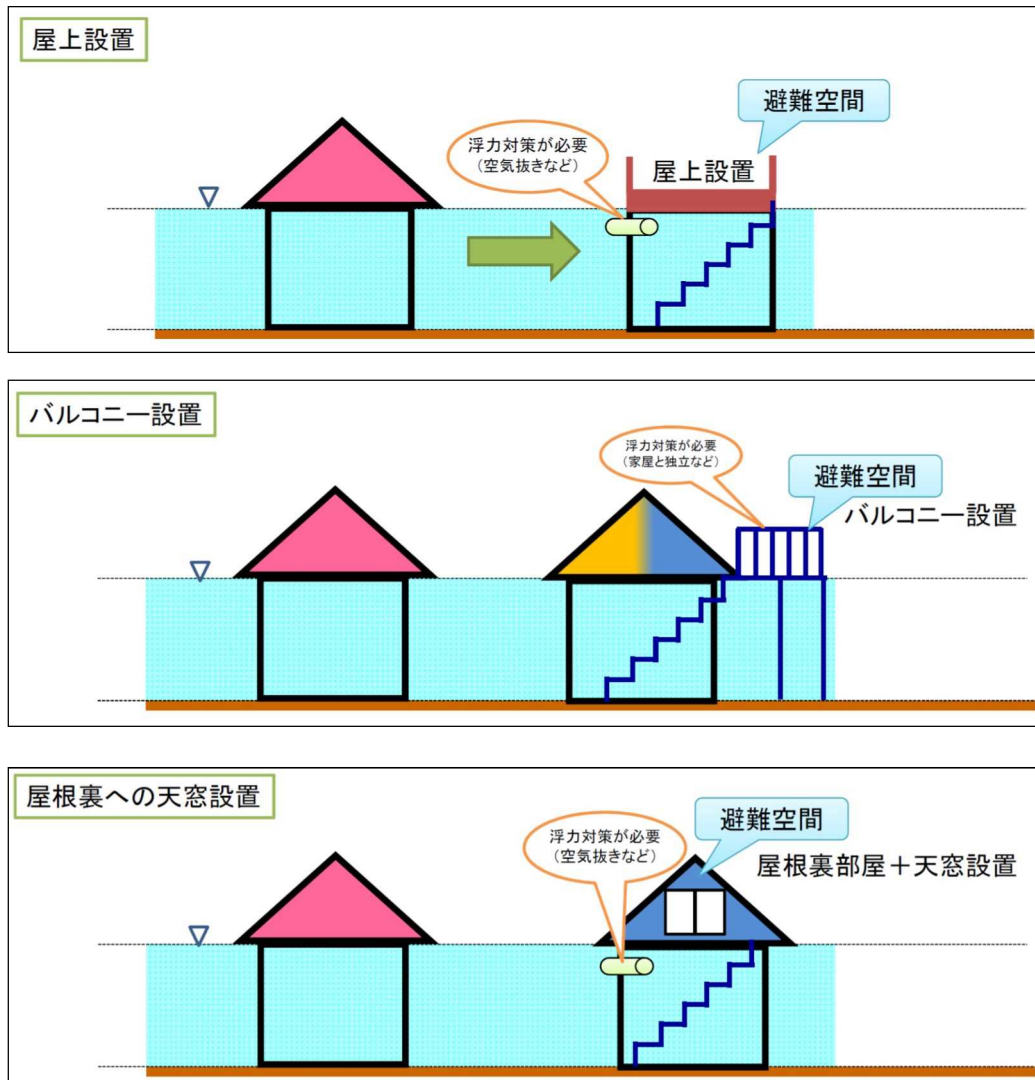 屋上設置
避難空間
浮力対策が必要
（空気抜きなど）
屋上設置
バルコニー設置
浮力対策が必要
（家屋と独立など）
避難空間
バルコニー設置
屋根裏への天窓設置
避難空間
浮力対策が必要
（空気抜きなど）
屋根裏部屋＋天窓設置